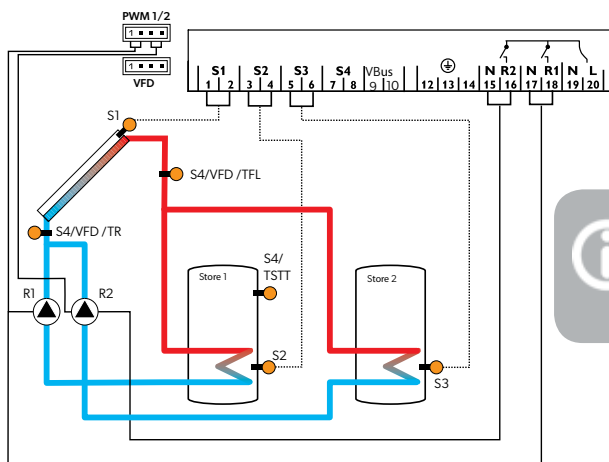 PWM 1/2
1
VFD
1
S1 S2 S3 S4 VBus N R2 N R1 N L
1 2 3 4 5 6 7 8 9 10 12 13 14 15 16 17 18 19 20
S1
S4/VFD /TFL
S4/VFD /TR
S4/
TSTT
Store 1
Store 2
R1
R2
S2
S3
i